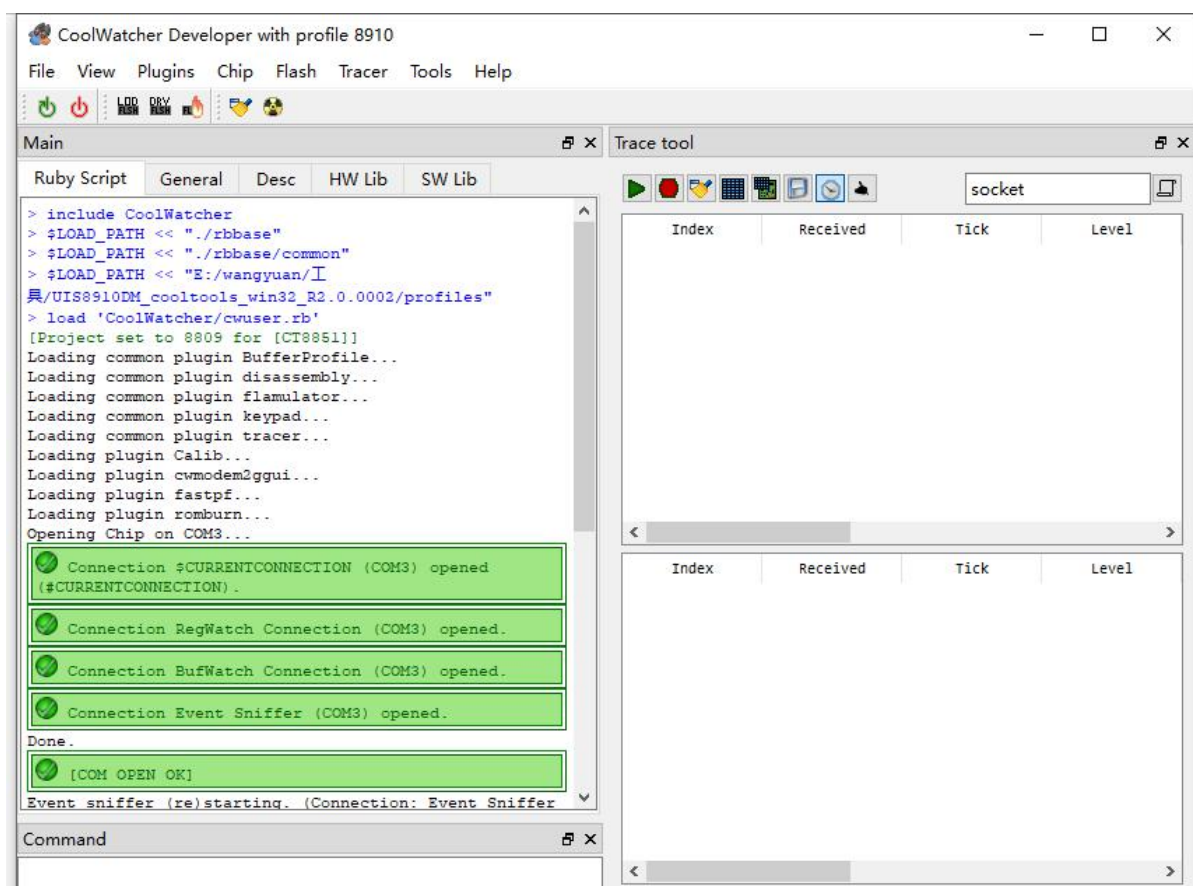 CoolWatcher Developer with profile 8910
File View Plugins Chip Flash Tracer Tools Help
LOD FLSH DRV FLSH FL
Main
Ruby Script General Desc HW Lib SW Lib
> include CoolWatcher
> $LOAD_PATH << "./rbbase"
> $LOAD_PATH << "./rbbase/common"
> $LOAD_PATH << "E:/wangyuan/工
具/UIS8910DM_cooltools_win32_R2.0.0002/profiles"
> load 'CoolWatcher/cwuser.rb'
[Project set to 8809 for [CT8851]]
Loading common plugin BufferProfile...
Loading common plugin disassembly...
Loading common plugin flamulator...
Loading common plugin keypad...
Loading common plugin tracer...
Loading plugin Calib...
Loading plugin cwmodem2ggui...
Loading plugin fastpf...
Loading plugin romburn...
Opening Chip on COM3...
Connection $CURRENTCONNECTION (COM3) opened
(#CURRENTCONNECTION).
Connection RegWatch Connection (COM3) opened.
Connection BufWatch Connection (COM3) opened.
Connection Event Sniffer (COM3) opened.
Done.
[COM OPEN OK]
Event sniffer (re)starting. (Connection: Event Sniffer
Command
Trace tool
socket
Index Received Tick Level
Index Received Tick Level